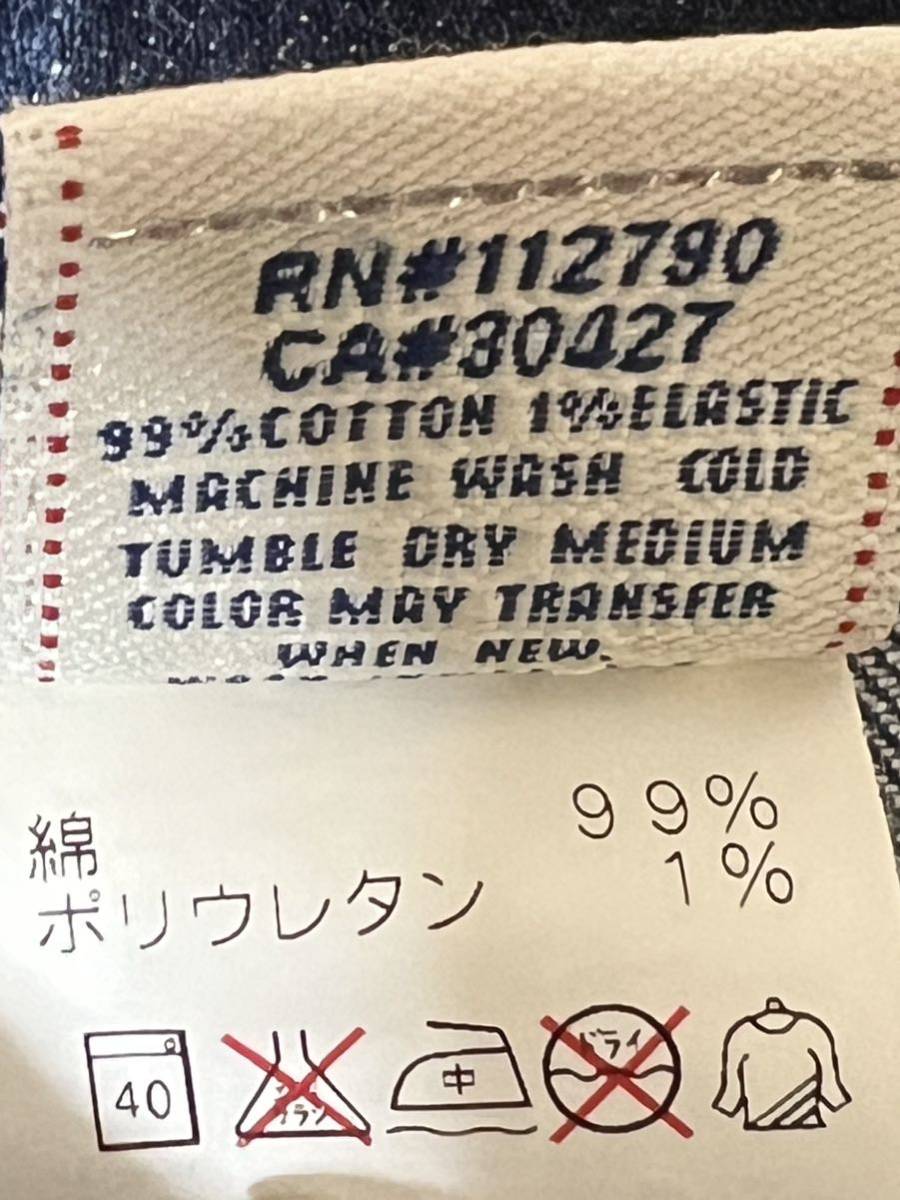 RN#112790
CA#30427
99%COTTON 1%ELASTIC
MACHINE WASH COLD
TUMBLE DRY MEDIUM
COLOR MAY TRANSFER
WHEN NEW.
綿 99%
ポリウレタン 1%
40 中 ドライ